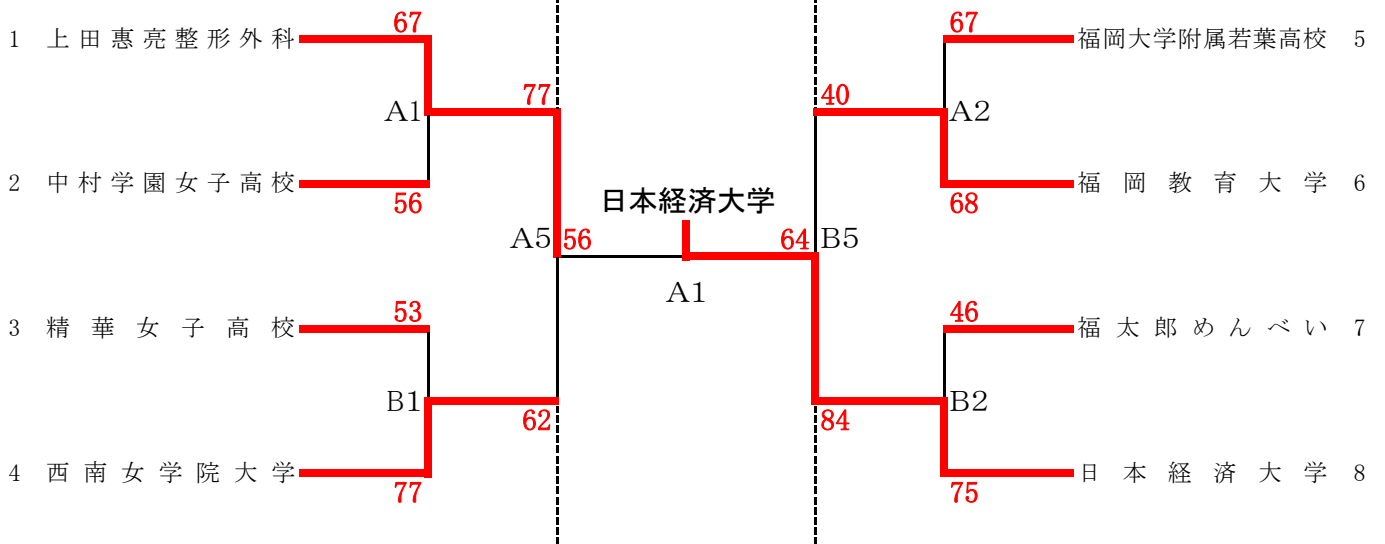 67
67
1 上田惠亮整形外科
福岡大学附属若葉高校 5
77
40
A1
A2
2 中村学園女子高校
福岡教育大学 6
56
68
日本経済大学
A5
56
64
B5
A1
53
46
3 精華女子高校
福太郎めんべい 7
B1
B2
62
84
4 西南女学院大学
日本経済大学 8
77
75